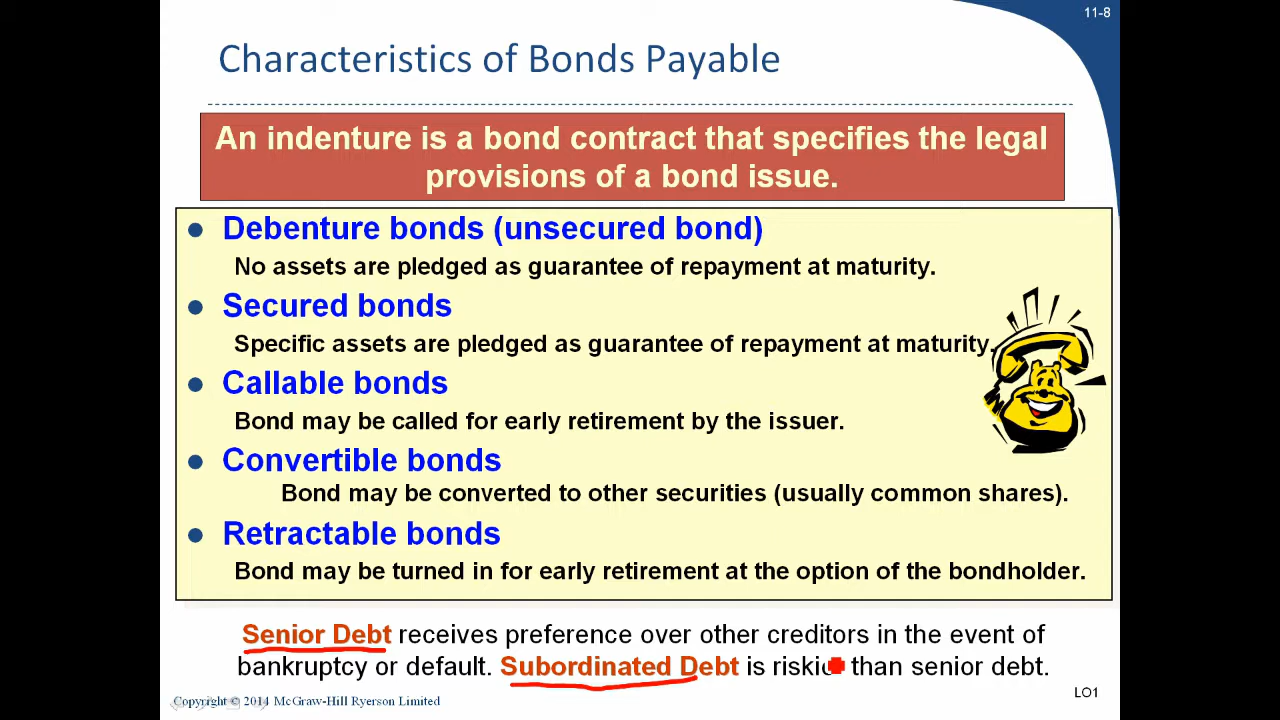 11-8
Characteristics of Bonds Payable
An indenture is a bond contract that specifies the legal
provisions of a bond issue.
Debenture bonds (unsecured bond)
No assets are pledged as guarantee of repayment at maturity.
Secured bonds
Specific assets are pledged as guarantee of repayment at maturity.
Callable bonds
Bond may be called for early retirement by the issuer.
Convertible bonds
Bond may be converted to other securities (usually common shares).
Retractable bonds
Bond may be turned in for early retirement at the option of the bondholder.
Senior Debt receives preference over other creditors in the event of
bankruptcy or default. Subordinated Debt is than senior debt.
Copyright © 2014 McGraw-Hill Ryerson Limited
LO1